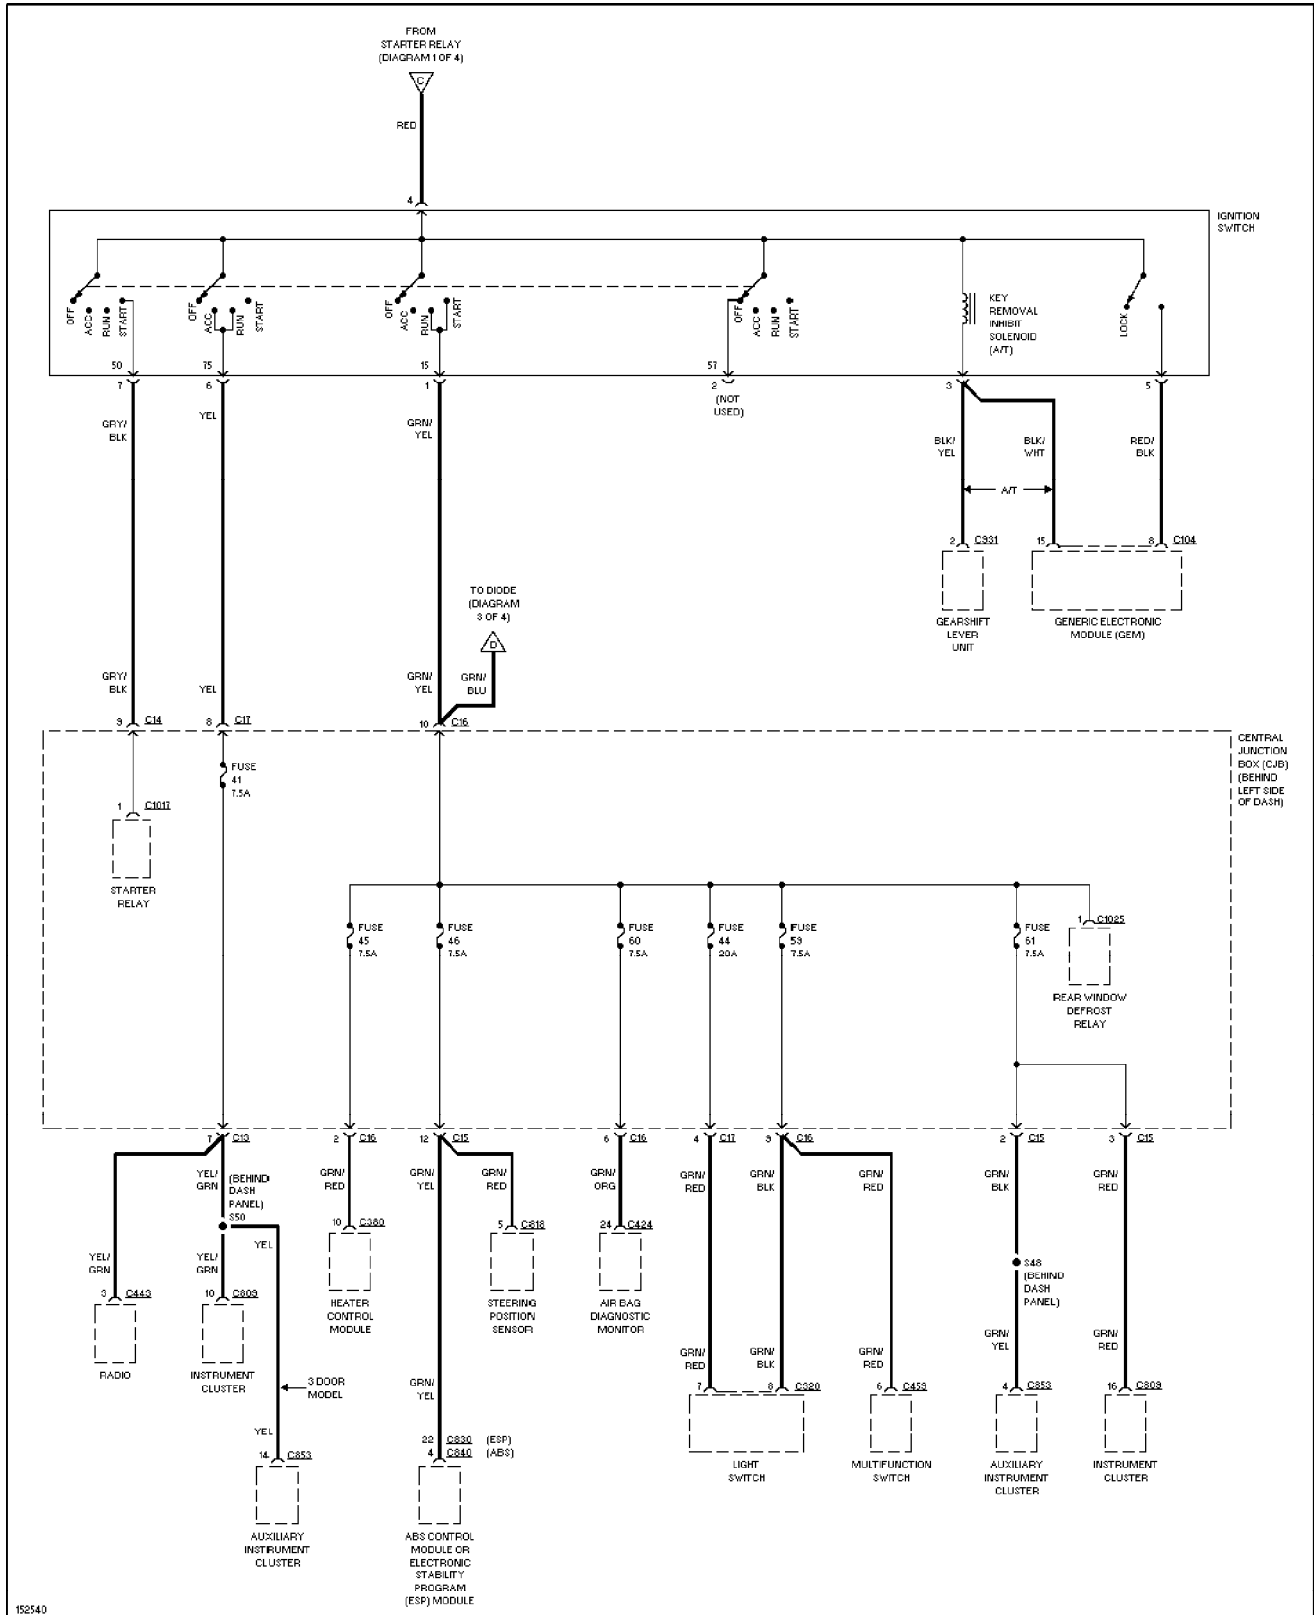 FROM
STARTER RELAY
(DIAGRAM 1 OF 4)
C
RED
4
IGNITION
SWITCH
OFF
ACC
RUN
START
OFF
ACC
RUN
START
OFF
ACC
RUN
START
OFF
ACC
RUN
START
KEY
REMOVAL
INHIBIT
SOLENOID
(A/T)
LOCK
50
75
15
57
7
6
1
2
3
5
(NOT
USED)
GRY/
BLK
YEL
GRN/
YEL
BLK/
YEL
BLK/
WHT
RED/
BLK
A/T
2 C931
15
8 C104
GEARSHIFT
LEVER
UNIT
GENERIC ELECTRONIC
MODULE (GEM)
TO DIODE
(DIAGRAM
3 OF 4)
D
GRY/
BLK
YEL
GRN/
YEL
GRN/
BLU
9 C14
8 C17
10 C16
CENTRAL
JUNCTION
BOX (CJB)
(BEHIND
LEFT SIDE
OF DASH)
FUSE
41
7.5A
1 C1017
STARTER
RELAY
FUSE
45
7.5A
FUSE
46
7.5A
FUSE
60
7.5A
FUSE
44
20A
FUSE
59
7.5A
FUSE
61
7.5A
1 C1025
REAR WINDOW
DEFROST
RELAY
7 C13
2 C16
12 C15
6 C16
4 C17
9 C16
2 C15
3 C15
YEL/
GRN
(BEHIND
DASH
PANEL)
S50
GRN/
RED
GRN/
YEL
GRN/
RED
GRN/
ORG
GRN/
RED
GRN/
BLK
GRN/
RED
GRN/
BLK
GRN/
RED
YEL/
GRN
YEL/
GRN
YEL
10 C380
5 C818
24 C424
S48
(BEHIND
DASH
PANEL)
3 C443
10 C809
HEATER
CONTROL
MODULE
STEERING
POSITION
SENSOR
AIR BAG
DIAGNOSTIC
MONITOR
RADIO
INSTRUMENT
CLUSTER
3 DOOR
MODEL
GRN/
YEL
GRN/
RED
GRN/
BLK
GRN/
RED
GRN/
YEL
GRN/
RED
7
8 C320
6 C459
4 C853
16 C809
YEL
14 C853
22 C830 (ESP)
4 C840 (ABS)
LIGHT
SWITCH
MULTIFUNCTION
SWITCH
AUXILIARY
INSTRUMENT
CLUSTER
INSTRUMENT
CLUSTER
AUXILIARY
INSTRUMENT
CLUSTER
ABS CONTROL
MODULE OR
ELECTRONIC
STABILITY
PROGRAM
(ESP) MODULE
152540